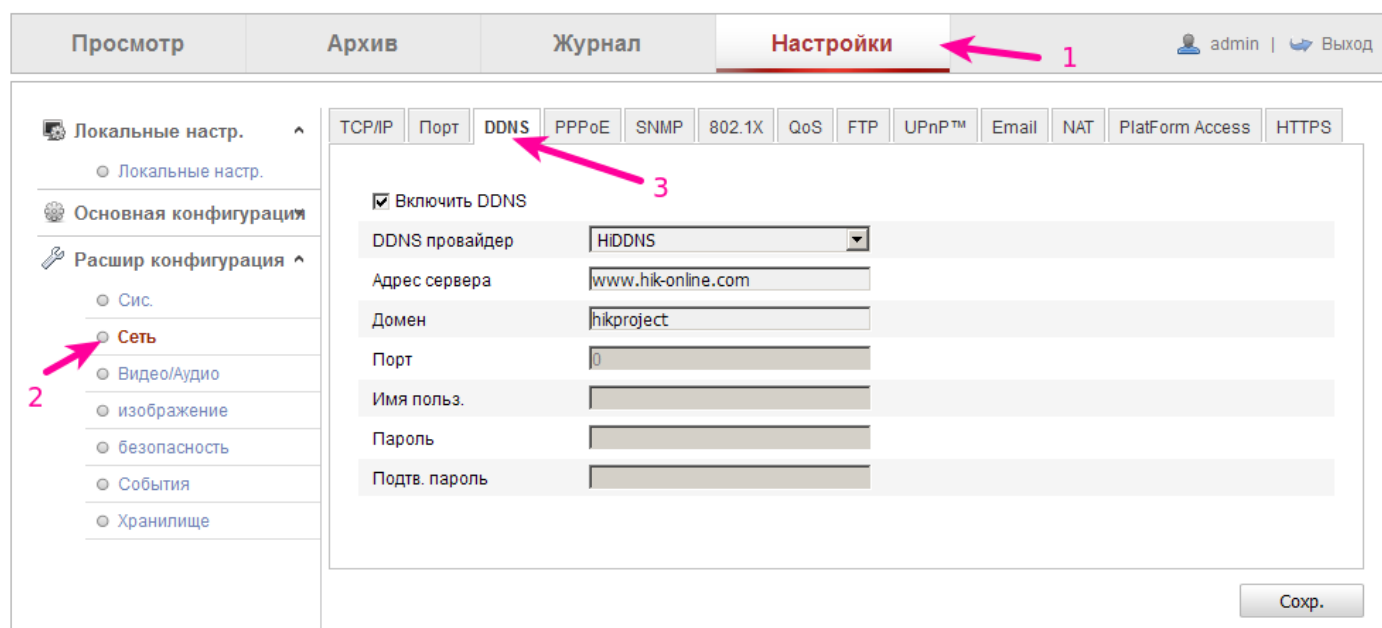 Просмотр Архив Журнал Настройки 1 admin | Выход
Локальные настр.
Локальные настр.
Основная конфигурация
Расшир конфигурация
Сис.
Сеть
2
Видео/Аудио
изображение
безопасность
События
Хранилище
TCP/IP Порт DDNS PPPoE SNMP 802.1X QoS FTP UPnP™ Email NAT PlatForm Access HTTPS
3
Включить DDNS
DDNS провайдер HiDDNS
Адрес сервера www.hik-online.com
Домен hikproject
Порт 0
Имя польз.
Пароль
Подтв. пароль
Сохр.